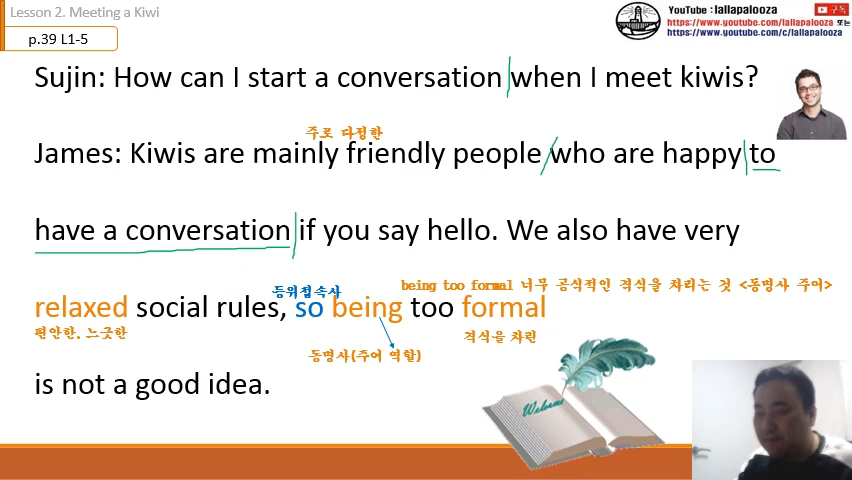 Lesson 2. Meeting a Kiwi
p.39 L1-5
YouTube : lallapalooza
구독
https://www.youtube.com/lallapalooza 또는
https://www.youtube.com/c/lallapalooza
Sujin: How can I start a conversation when I meet kiwis?
주로 다정한
James: Kiwis are mainly friendly people who are happy to
have a conversation if you say hello. We also have very
등위접속사
being too formal 너무 공식적인 격식을 차리는 것 <동명사 주어>
relaxed social rules, so being too formal
편안한. 느긋한
동명사(주어 역할)
격식을 차린
is not a good idea.
Welcome